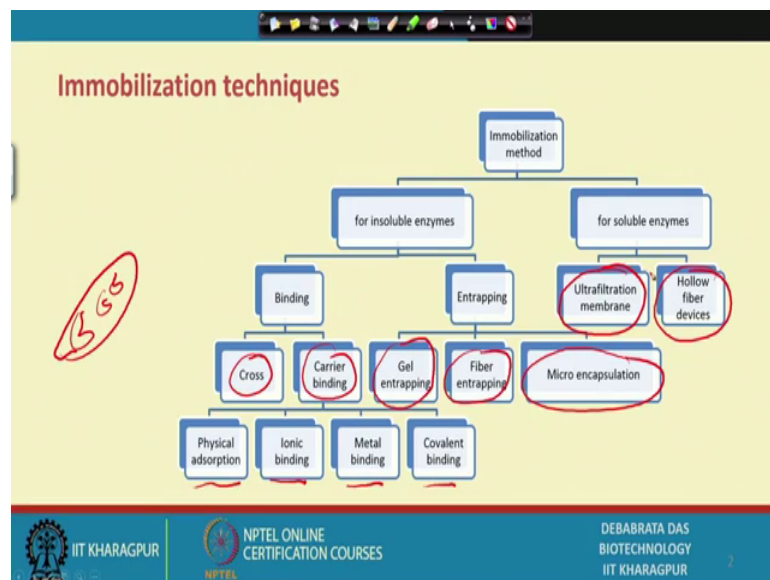 Immobilization techniques
Immobilization
method
for insoluble enzymes
for soluble enzymes
Binding
Entrapping
Ultrafiltration
membrane
Hollow
fiber
devices
Cross
Carrier
binding
Gel
entrapping
Fiber
entrapping
Micro encapsulation
Physical
adsorption
Ionic
binding
Metal
binding
Covalent
binding
IIT KHARAGPUR
NPTEL
NPTEL ONLINE
CERTIFICATION COURSES
DEBABRATA DAS
BIOTECHNOLOGY
IIT KHARAGPUR
2